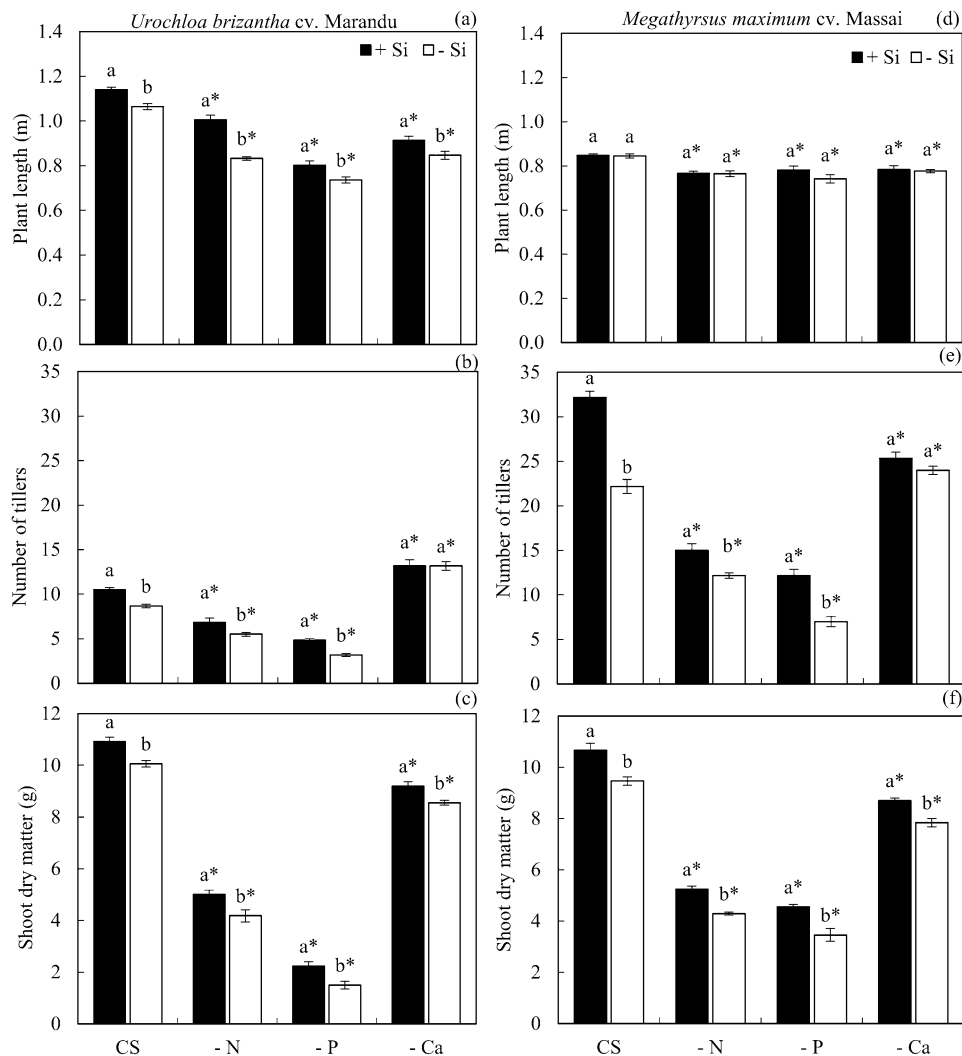 Urochloa brizantha cv. Marandu
(a)
+ Si - Si
Plant length (m)
1.4
1.2
1.0
0.8
0.6
0.4
0.2
0.0
a b a* b* a* b* a* b*
(b)
Number of tillers
35
30
25
20
15
10
5
0
a b a* b* a* b* a* a*
(c)
Shoot dry matter (g)
12
10
8
6
4
2
0
a b a* b* a* b* a* b*
CS - N - P - Ca
Megathyrsus maximum cv. Massai
(d)
+ Si - Si
Plant length (m)
1.4
1.2
1.0
0.8
0.6
0.4
0.2
0.0
a a a* a* a* a* a* a*
(e)
Number of tillers
35
30
25
20
15
10
5
0
a b a* b* a* b* a* a*
(f)
Shoot dry matter (g)
12
10
8
6
4
2
0
a b a* b* a* b* a* b*
CS - N - P - Ca